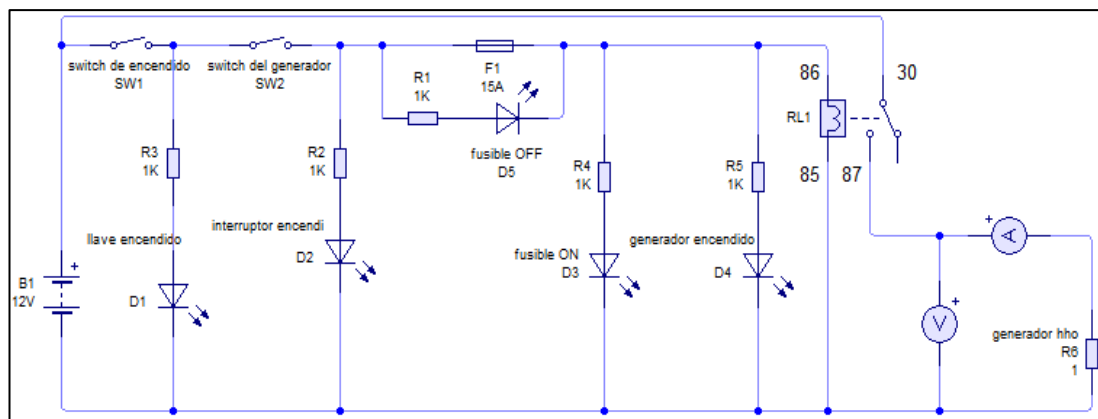 switch de encendido
SW1
switch del generador
SW2
F1
15A
R1
1K
fusible OFF
D5
86
30
RL1
85
87
R3
1K
R2
1K
R4
1K
R5
1K
llave encendido
D1
interruptor encendi
D2
fusible ON
D3
generador encendido
D4
+
B1
12V
+
A
+
V
generador hho
R6
1